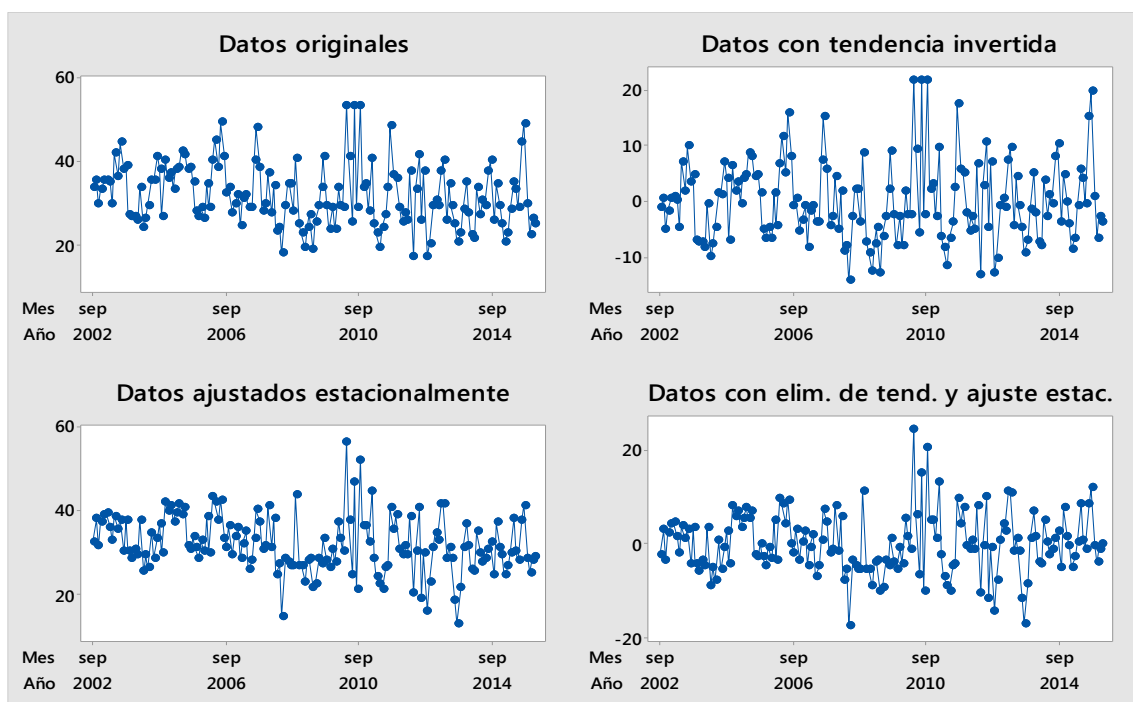 Datos originales
60
40
20
Mes sep sep sep sep
Año 2002 2006 2010 2014
Datos con tendencia invertida
20
10
0
-10
Mes sep sep sep sep
Año 2002 2006 2010 2014
Datos ajustados estacionalmente
60
40
20
Mes sep sep sep sep
Año 2002 2006 2010 2014
Datos con elim. de tend. y ajuste estac.
20
0
-20
Mes sep sep sep sep
Año 2002 2006 2010 2014